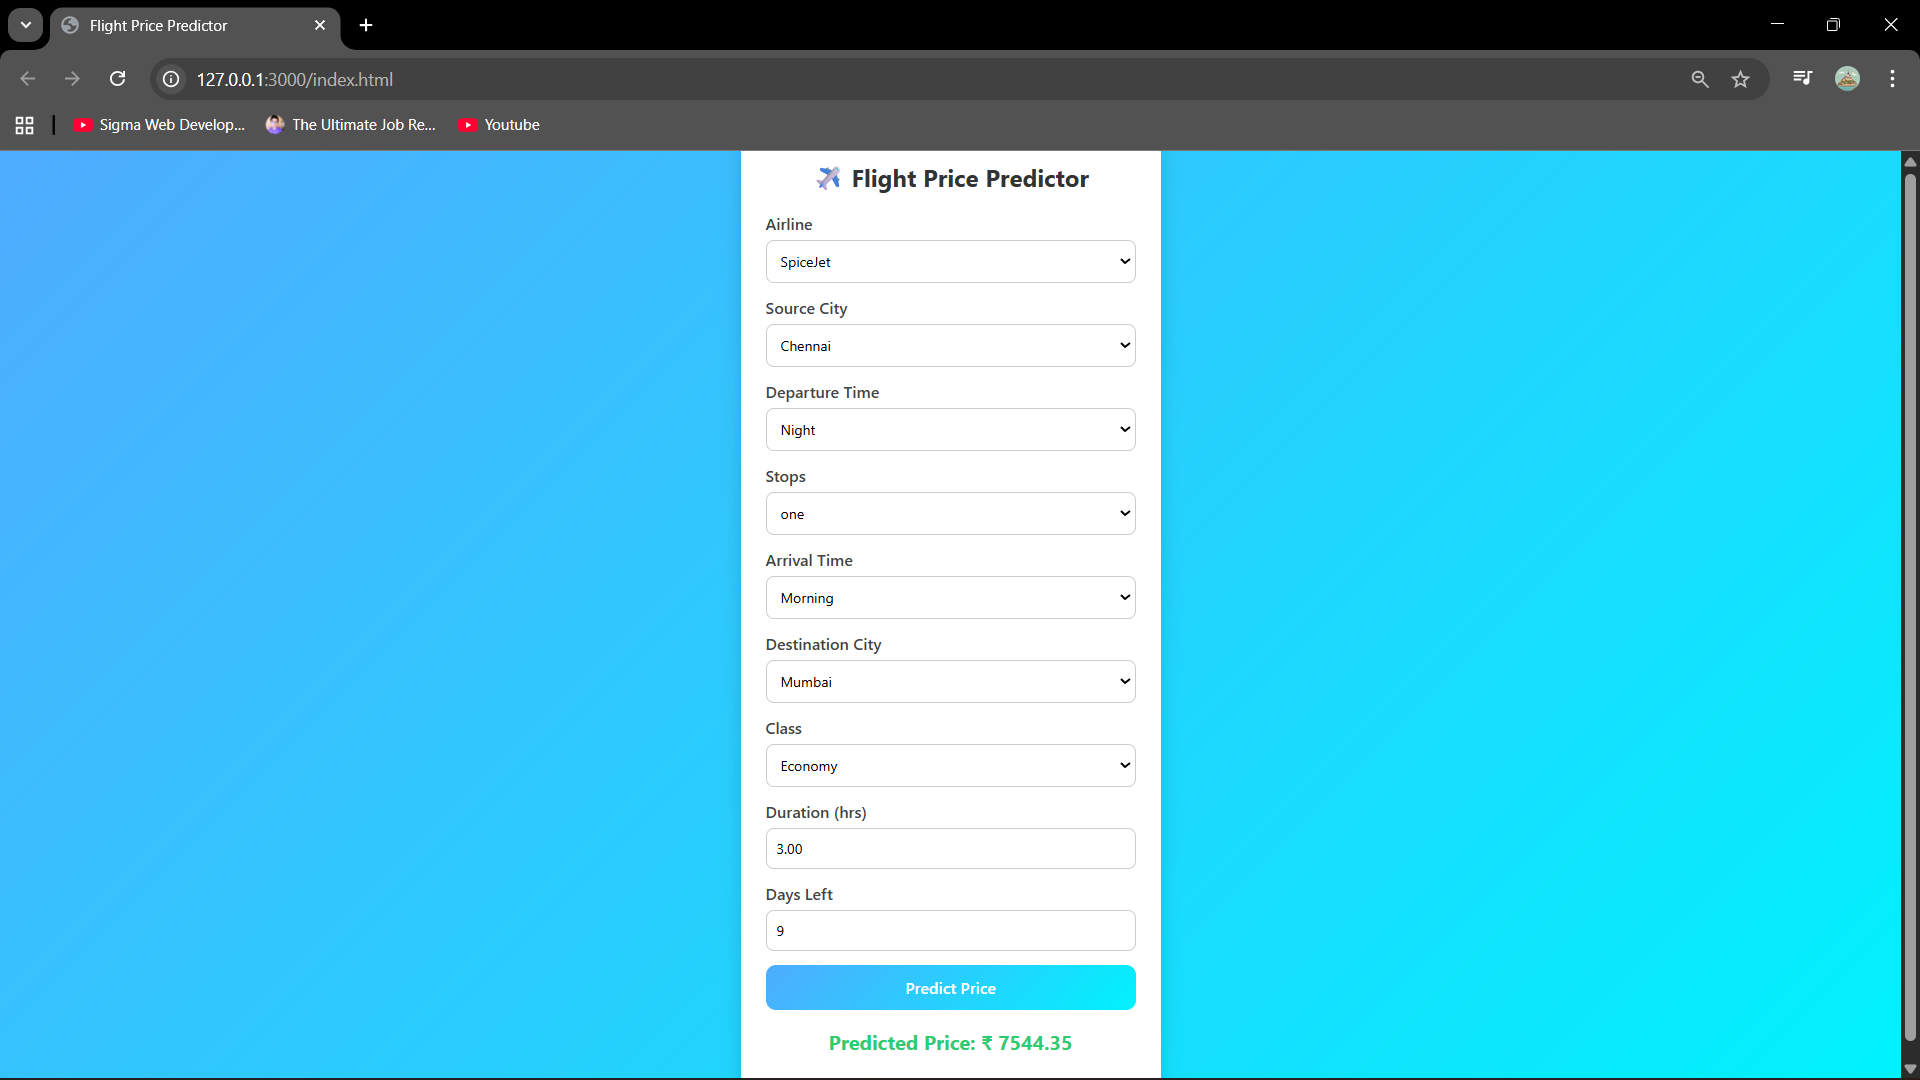 Flight Price Predictor
127.0.0.1:3000/index.html
Sigma Web Develop... The Ultimate Job Re... Youtube
Flight Price Predictor
Airline
SpiceJet
Source City
Chennai
Departure Time
Night
Stops
one
Arrival Time
Morning
Destination City
Mumbai
Class
Economy
Duration (hrs)
3.00
Days Left
9
Predict Price
Predicted Price: ₹ 7544.35